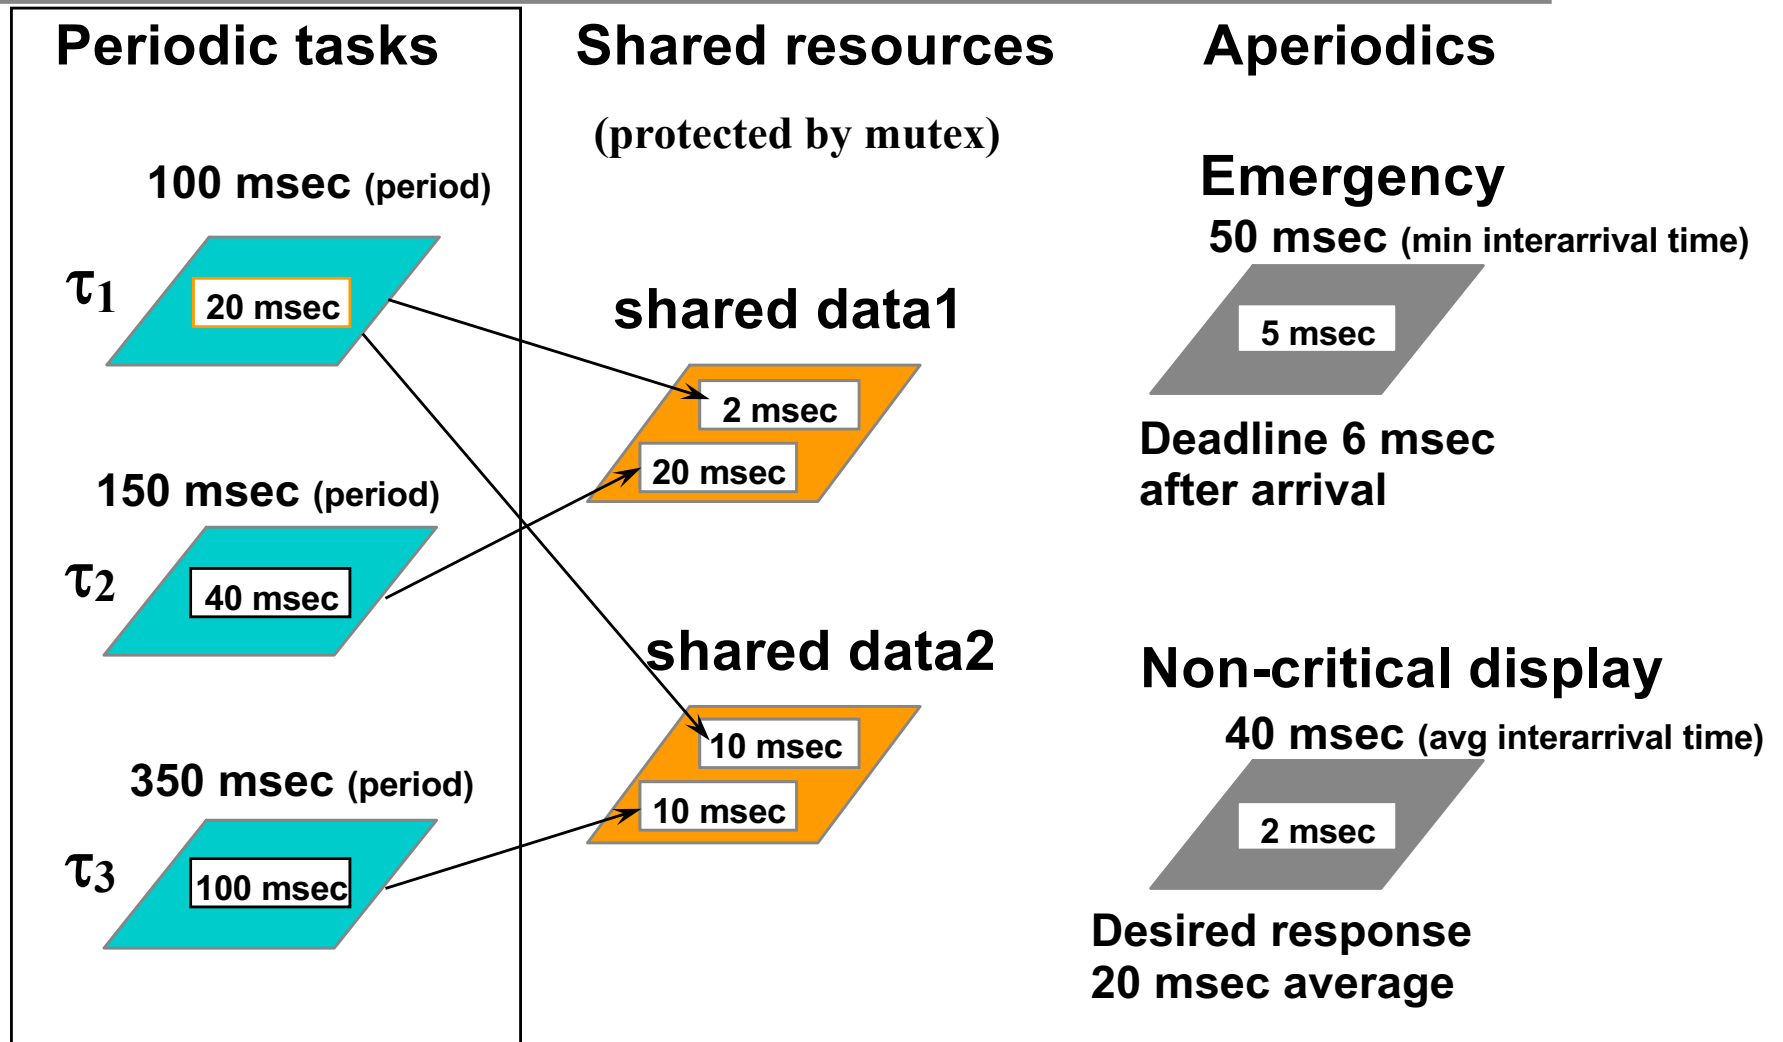 Periodic tasks
100 msec (period)
τ1
20 msec
150 msec (period)
τ2
40 msec
350 msec (period)
τ3
100 msec
Shared resources
(protected by mutex)
shared data1
2 msec
20 msec
shared data2
10 msec
10 msec
Aperiodics
Emergency
50 msec (min interarrival time)
5 msec
Deadline 6 msec
after arrival
Non-critical display
40 msec (avg interarrival time)
2 msec
Desired response
20 msec average